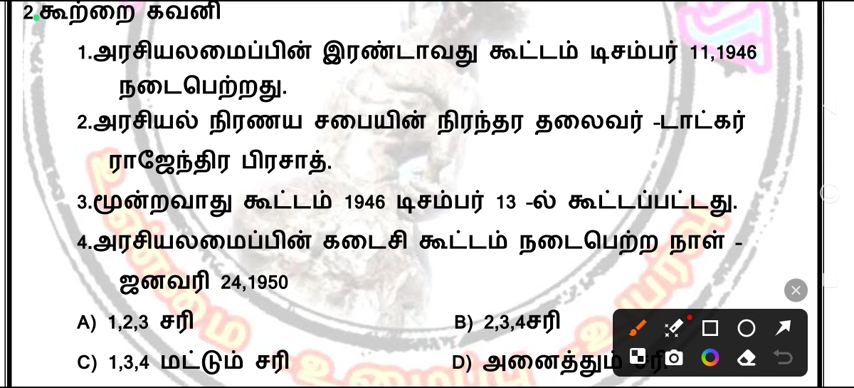 2.கூற்றை கவனி
1.அரசியலமைப்பின் இரண்டாவது கூட்டம் டிசம்பர் 11,1946
நடைபெற்றது.
2.அரசியல் நிரணய சபையின் நிரந்தர தலைவர் -டாட்கர்
ராஜேந்திர பிரசாத்.
3.மூன்றவாது கூட்டம் 1946 டிசம்பர் 13 -ல் கூட்டப்பட்டது.
4.அரசியலமைப்பின் கடைசி கூட்டம் நடைபெற்ற நாள் -
ஜனவரி 24,1950
A) 1,2,3 சரி B) 2,3,4சரி
C) 1,3,4 மட்டும் சரி D) அனைத்தும்